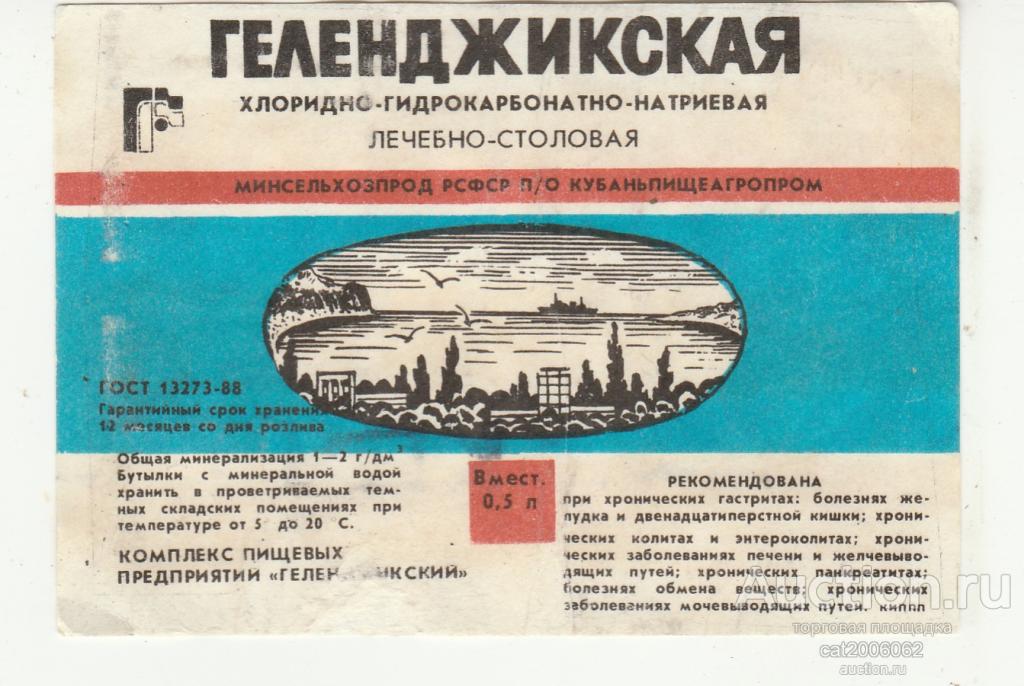 ГЕЛЕНДЖИКСКАЯ
ХЛОРИДНО-ГИДРОКАРБОНАТНО-НАТРИЕВАЯ
ЛЕЧЕБНО-СТОЛОВАЯ
МИНСЕЛЬХОЗПРОД РСФСР П/О КУБАНЬПИЩЕАГРОПРОМ
ГОСТ 13273-88
Гарантийный срок хранения
12 месяцев со дня розлива
Общая минерализация 1—2 г/дм³
Бутылки с минеральной водой
хранить в проветриваемых тем-
ных складских помещениях при
температуре от 5 до 20 С.
КОМПЛЕКС ПИЩЕВЫХ
ПРЕДПРИЯТИЙ
Вмест.
0,5 л
РЕКОМЕНДОВАНА
при хронических гастритах: болезнях же-
лудка и двенадцатиперстной кишки; хрони-
ческих колитах и энтероколитах; хрони-
ческих заболеваниях печени и желчевыво-
дящих путей; хронических панкреатитах;
болезнях обмена веществ; хронических
заболеваниях мочевыводящих путей. киппп
Auction.ru
торговая площадка
cat2006062
auction.ru